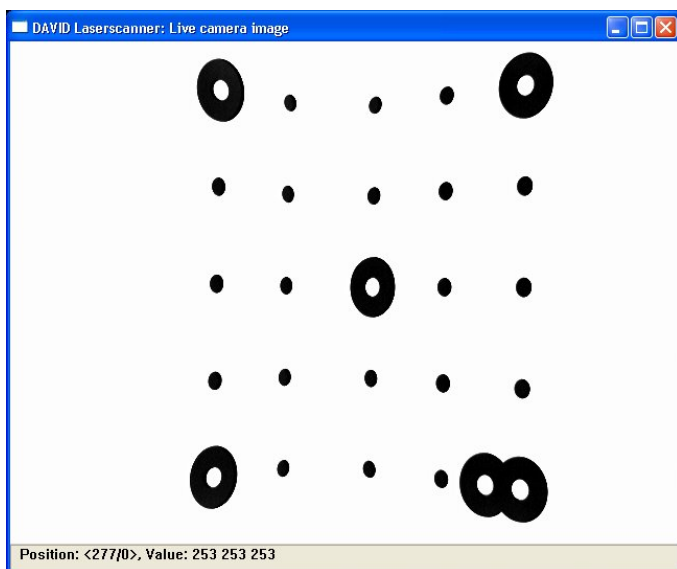 DAVID Laserscanner: Live camera image
Position: <277/0>, Value: 253 253 253